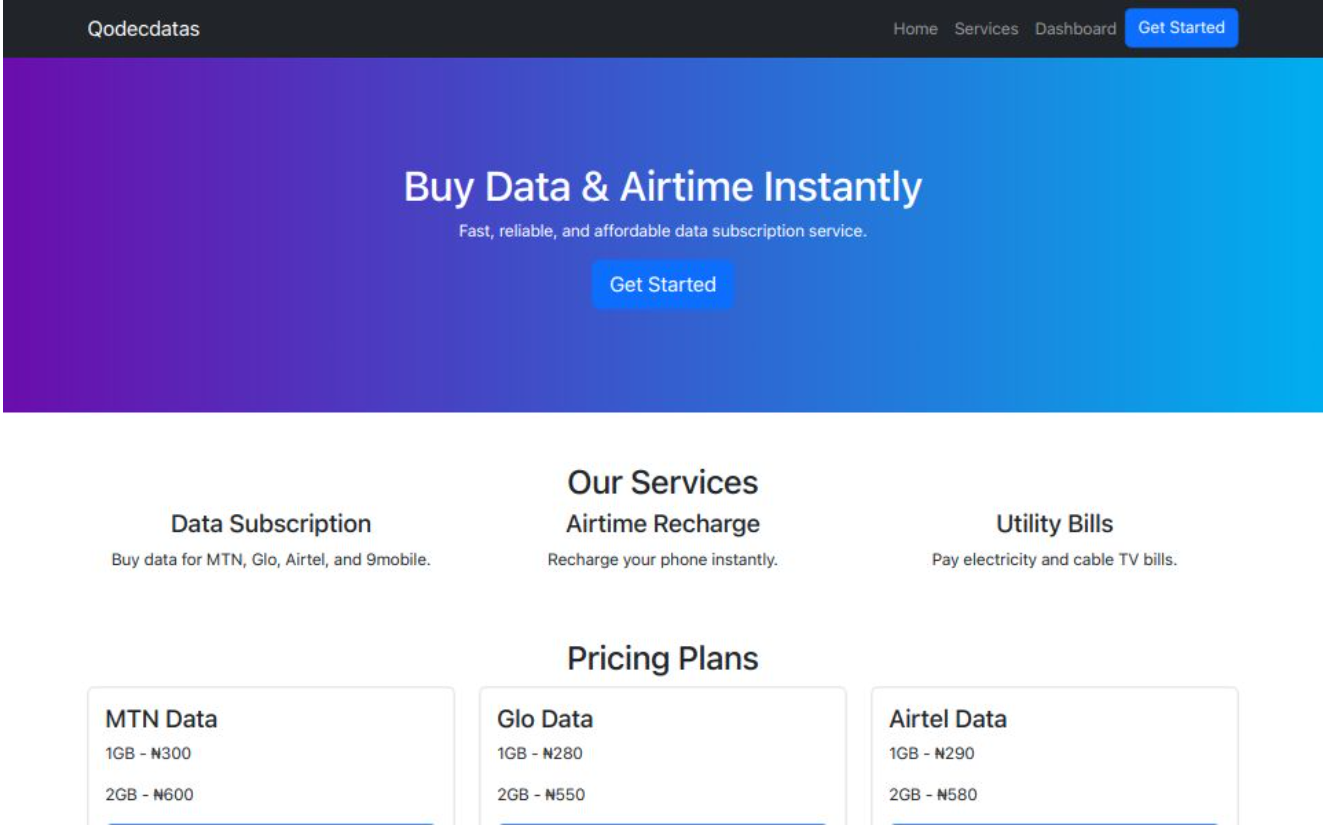 Qodecdatas
Home Services Dashboard Get Started
Buy Data & Airtime Instantly
Fast, reliable, and affordable data subscription service.
Get Started
Our Services
Data Subscription
Buy data for MTN, Glo, Airtel, and 9mobile.
Airtime Recharge
Recharge your phone instantly.
Utility Bills
Pay electricity and cable TV bills.
Pricing Plans
MTN Data
1GB - ₦300
2GB - ₦600
Glo Data
1GB - ₦280
2GB - ₦550
Airtel Data
1GB - ₦290
2GB - ₦580